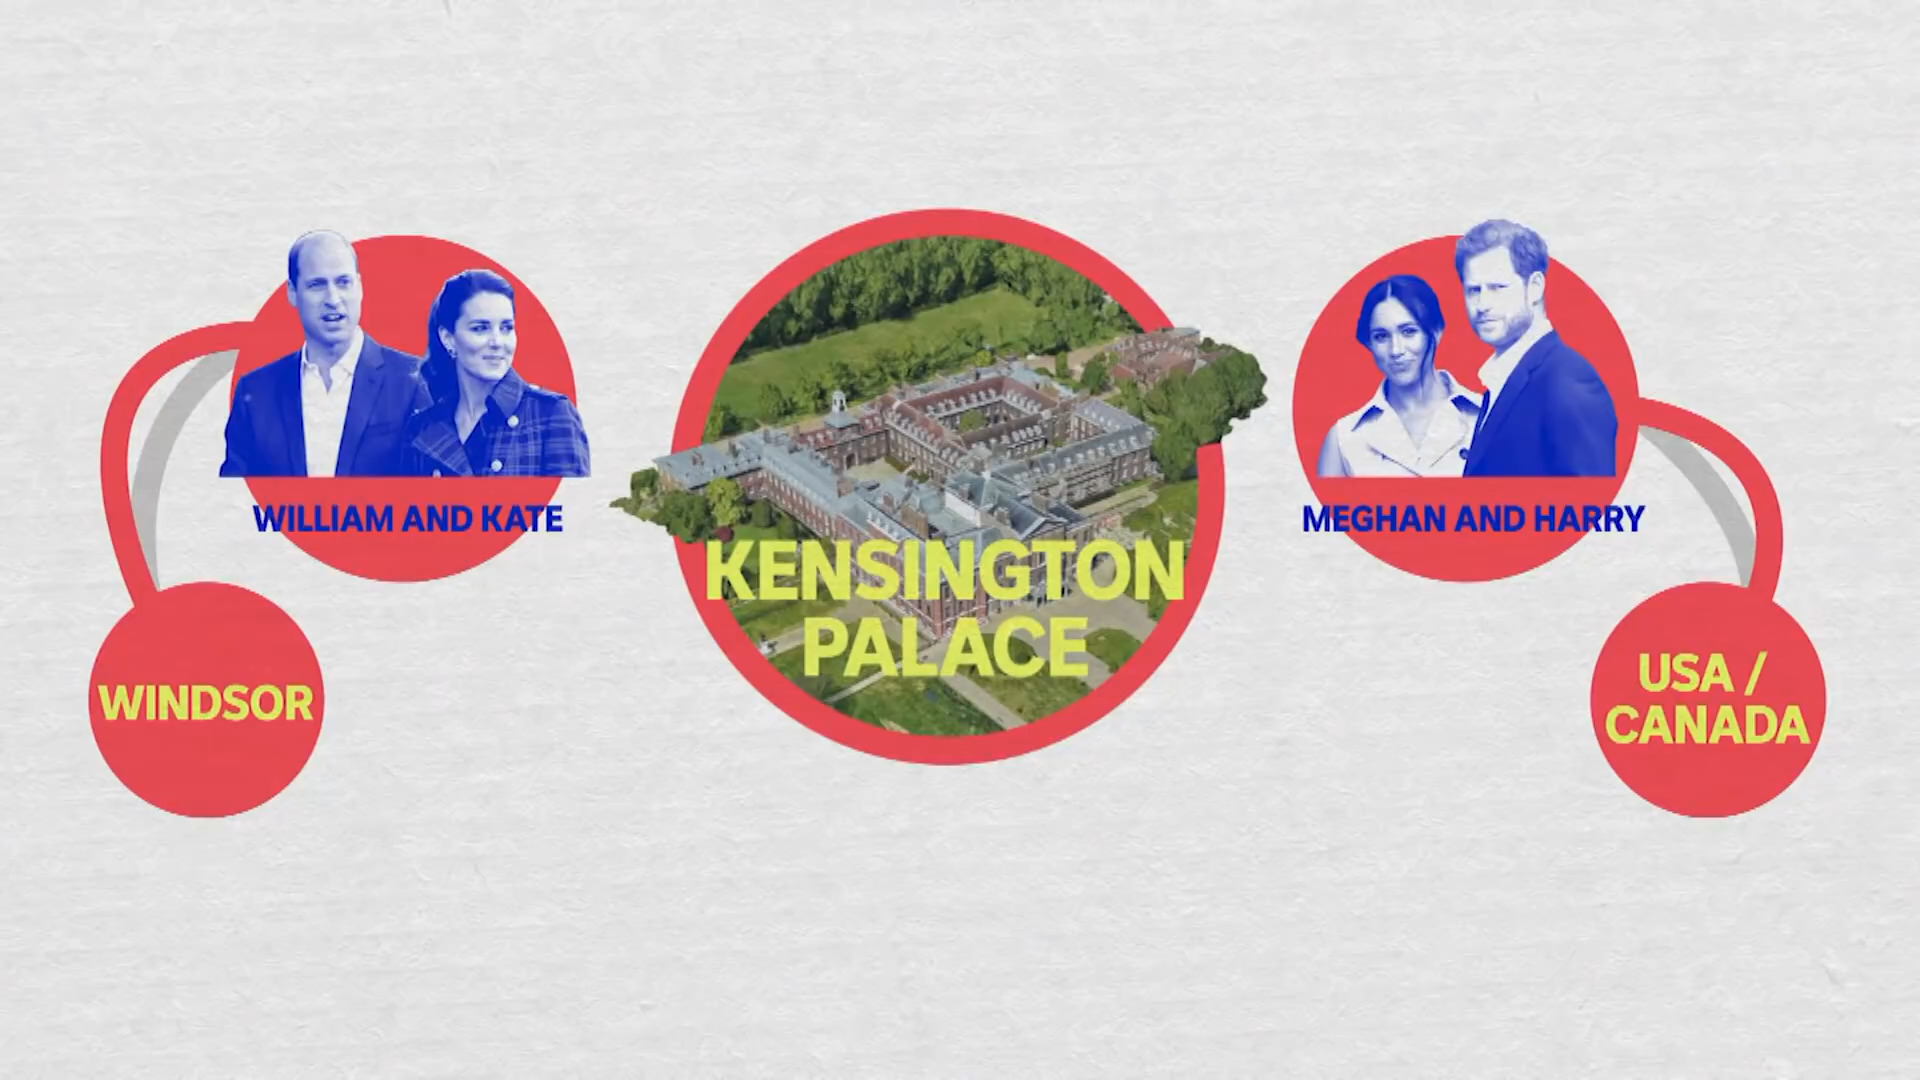 WILLIAM AND KATE
WINDSOR
KENSINGTON
PALACE
MEGHAN AND HARRY
USA /
CANADA